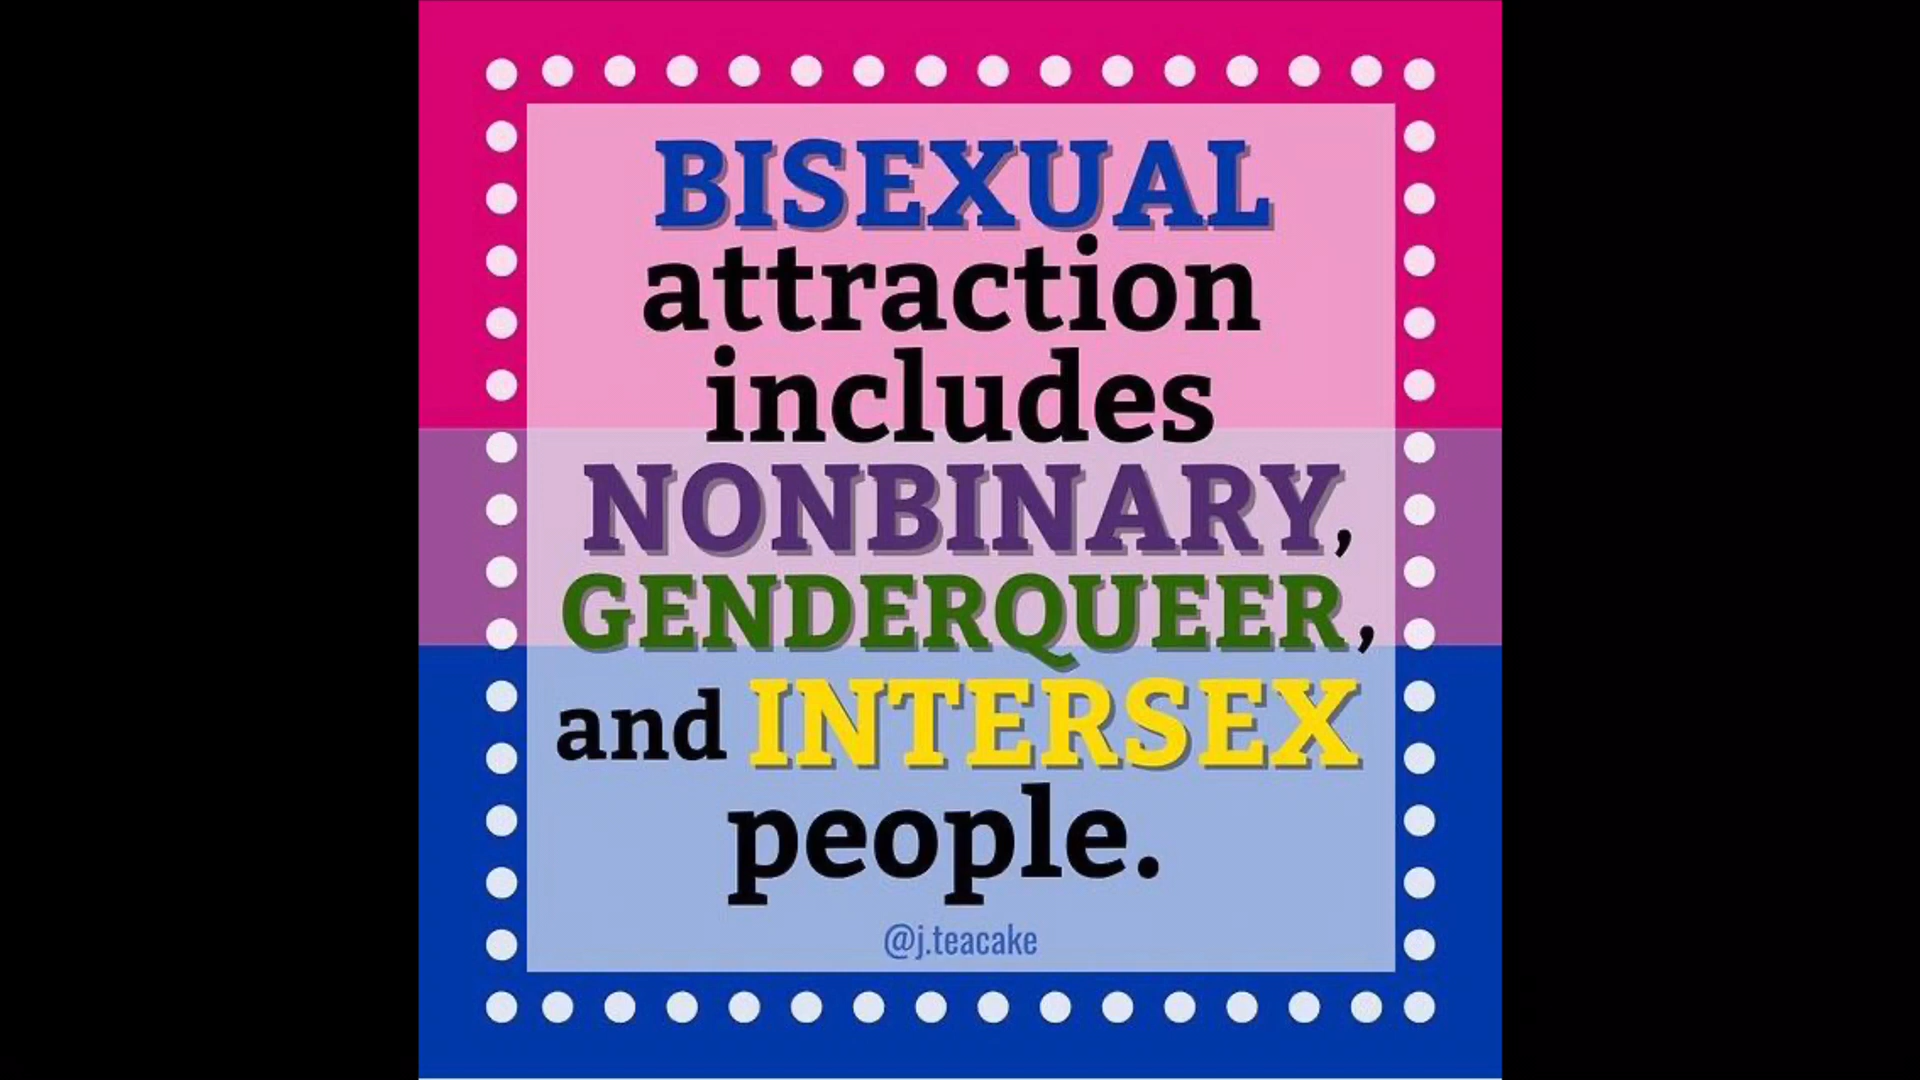 BISEXUAL
attraction
includes
NONBINARY,
GENDERQUEER,
and INTERSEX
people.
@j.teacake